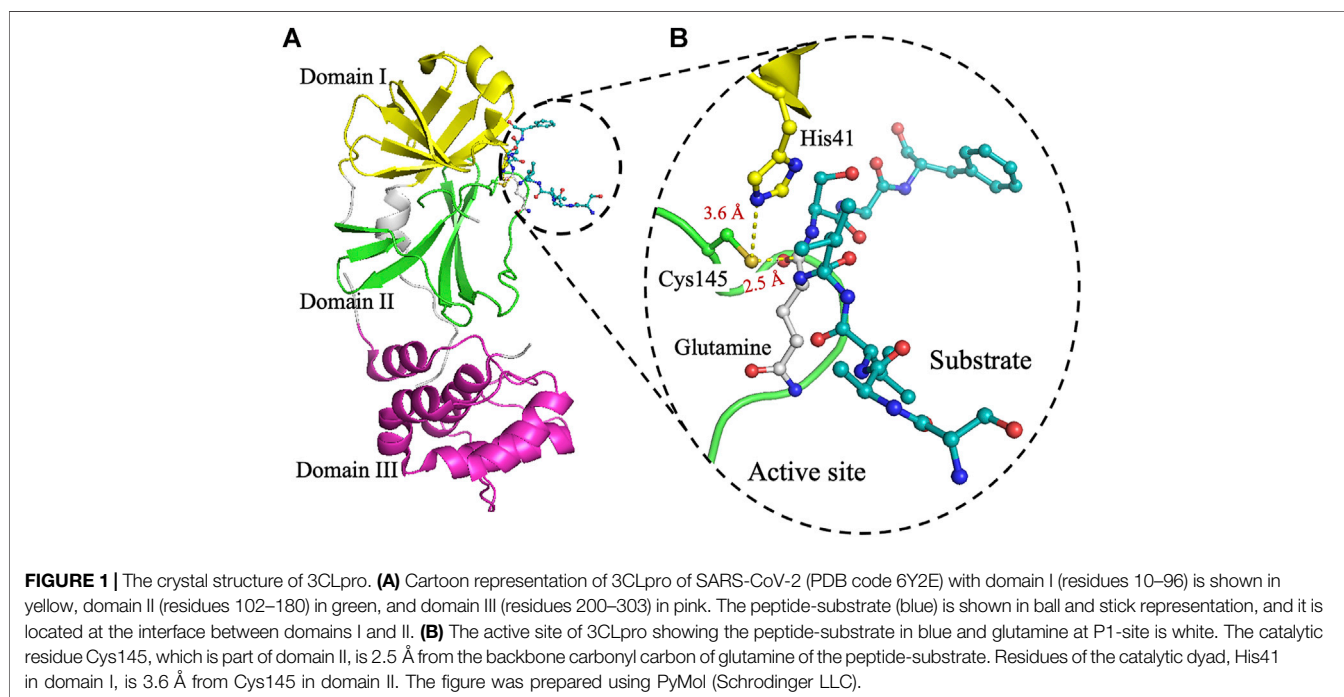 A
B
Domain I
His41
3.6 Å
Cys145
2.5 Å
Domain II
Glutamine
Substrate
Domain III
Active site
FIGURE 1 | The crystal structure of 3CLpro. (A) Cartoon representation of 3CLpro of SARS-CoV-2 (PDB code 6Y2E) with domain I (residues 10–96) is shown in
yellow, domain II (residues 102–180) in green, and domain III (residues 200–303) in pink. The peptide-substrate (blue) is shown in ball and stick representation, and it is
located at the interface between domains I and II. (B) The active site of 3CLpro showing the peptide-substrate in blue and glutamine at P1-site is white. The catalytic
residue Cys145, which is part of domain II, is 2.5 Å from the backbone carbonyl carbon of glutamine of the peptide-substrate. Residues of the catalytic dyad, His41
in domain I, is 3.6 Å from Cys145 in domain II. The figure was prepared using PyMol (Schrodinger LLC).